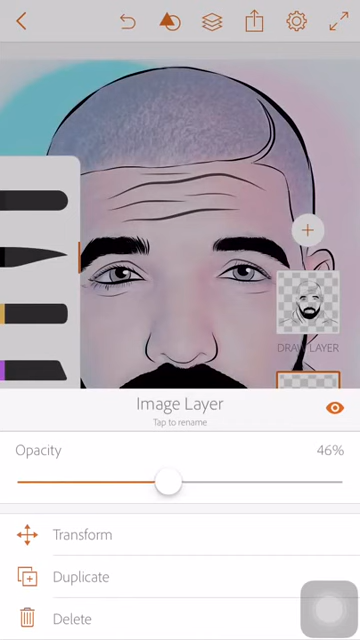 DRAW LAYER
Image Layer
Tap to rename
Opacity 46%
Transform
Duplicate
Delete